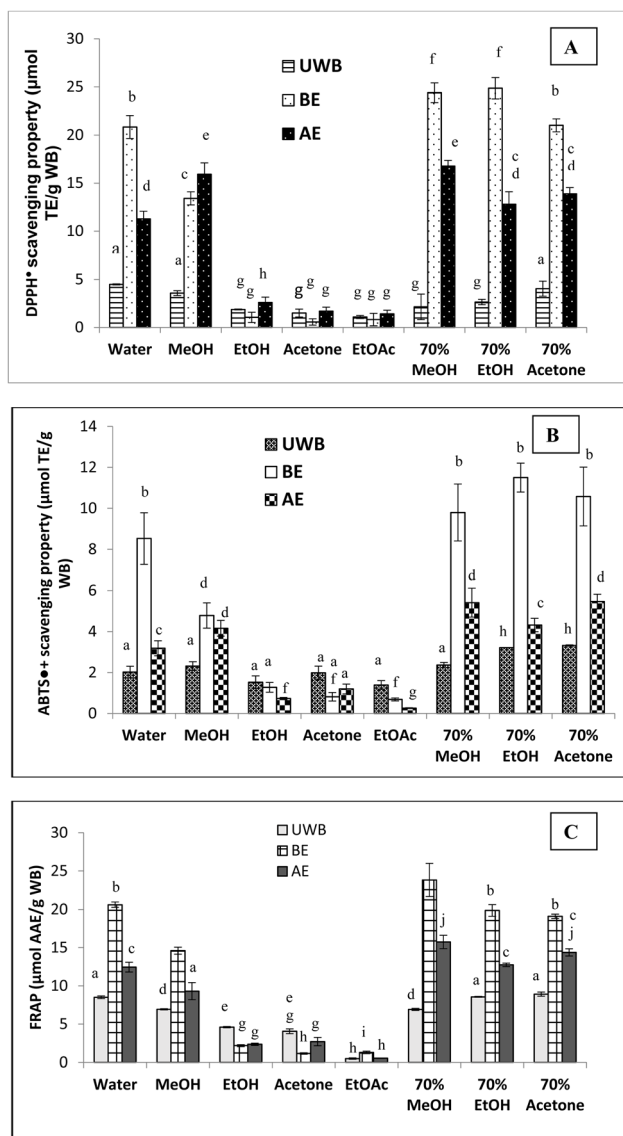 A
DPPH• scavenging property (µmol
TE/g WB)
30
25
20
15
10
5
0
UWB
BE
AE
a b d
a c e
g g h
g g g
g g g
g f e
g f c d
a b c d
Water MeOH EtOH Acetone EtOAc 70% MeOH 70% EtOH 70% Acetone
B
ABTS●+ scavenging property (µmol TE/g
WB)
14
12
10
8
6
4
2
0
UWB
BE
AE
a b c
a d d
a a f
a a f a
a f g
a b d
h b c
h b d
Water MeOH EtOH Acetone EtOAc 70% MeOH 70% EtOH 70% Acetone
C
FRAP (µmol AAE/g WB)
30
25
20
15
10
5
0
UWB
BE
AE
a b c
d a
e g g
e g h g
h i h
d j
a b c
a b c j
Water MeOH EtOH Acetone EtOAc 70% MeOH 70% EtOH 70% Acetone